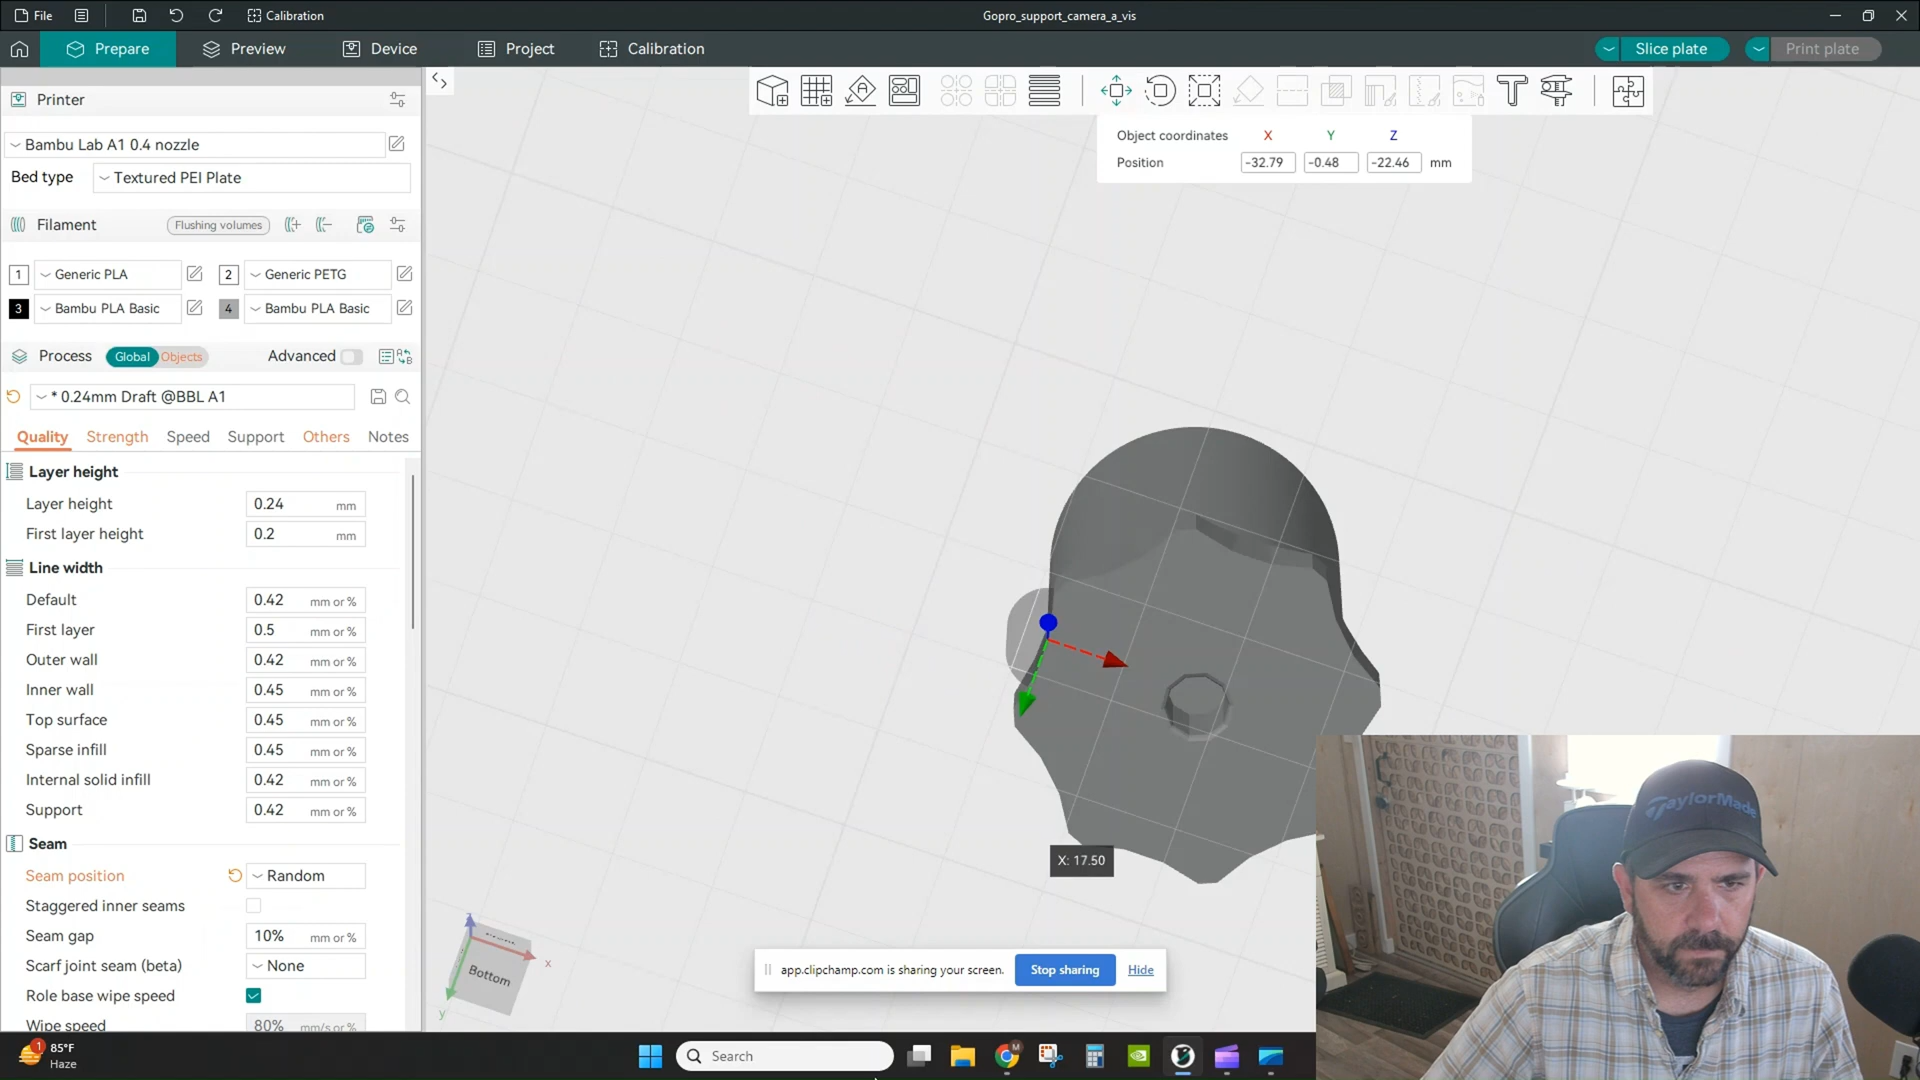 File
Calibration
Gopro_support_camera_a_vis
Prepare
Preview
Device
Project
Calibration
Slice plate
Print plate
Printer
Bambu Lab A1 0.4 nozzle
Bed type
Textured PEI Plate
Object coordinates X Y Z
Position -32.79 -0.48 -22.46 mm
Filament Flushing volumes
1 Generic PLA 2 Generic PETG
3 Bambu PLA Basic 4 Bambu PLA Basic
Process Global Objects Advanced
* 0.24mm Draft @BBL A1
Quality Strength Speed Support Others Notes
Layer height
Layer height 0.24 mm
First layer height 0.2 mm
Line width
Default 0.42 mm or %
First layer 0.5 mm or %
Outer wall 0.42 mm or %
Inner wall 0.45 mm or %
Top surface 0.45 mm or %
Sparse infill 0.45 mm or %
Internal solid infill 0.42 mm or %
Support 0.42 mm or %
Seam
Seam position Random
Staggered inner seams
Seam gap 10% mm or %
Scarf joint seam (beta) None
Role base wipe speed
Wipe speed 80% mm/s or %
X: 17.50
TaylorMade
Bottom
x
y
app.clipchamp.com is sharing your screen. Stop sharing Hide
1
85°F
Haze
Search
M